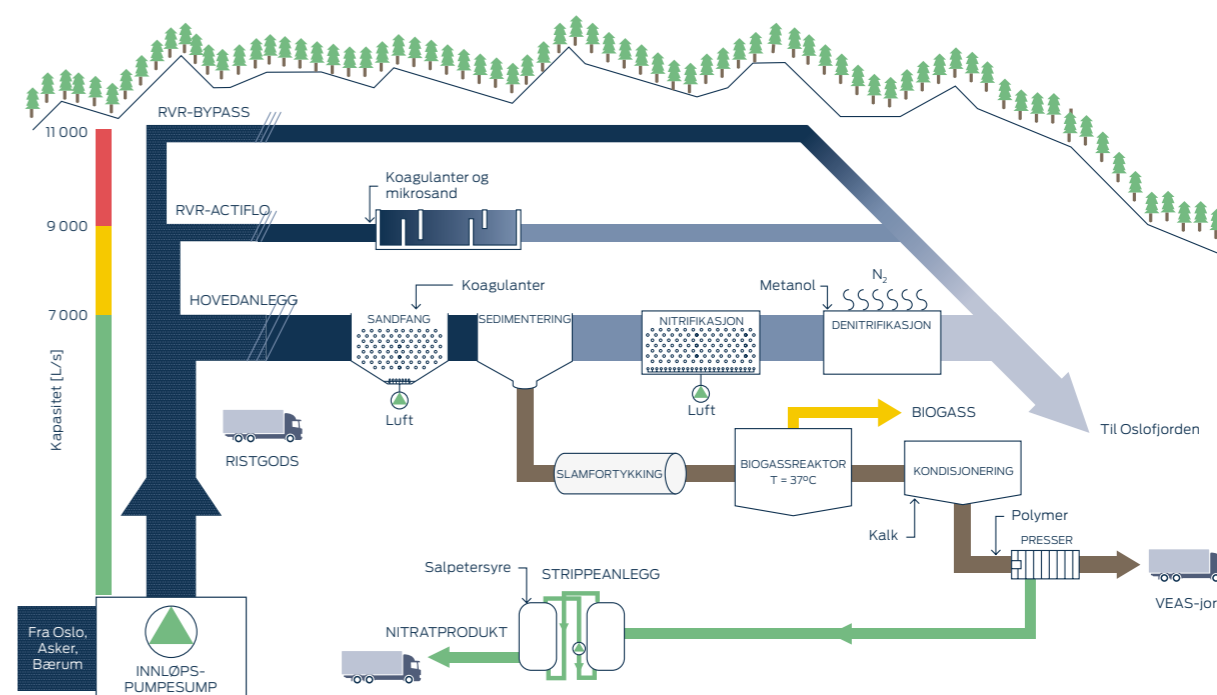 RVR-BYPASS
11 000
Koagulanter og
mikrosand
RVR-ACTIFLO
9 000
N₂
Koagulanter
Metanol
HOVEDANLEGG
7 000
SANDFANG
SEDIMENTERING
NITRIFIKASJON
DENITRIFIKASJON
Kapasitet [L/s]
Luft
Luft
BIOGASS
Til Oslofjorden
RISTGODS
SLAMFORTYKKING
BIOGASSREAKTOR
T = 37ºC
KONDISJONERING
Kalk
Polymer
PRESSER
Salpetersyre
STRIPPEANLEGG
VEAS-jor
Fra Oslo,
Asker,
Bærum
NITRATPRODUKT
INNLØPS-
PUMPESUMP